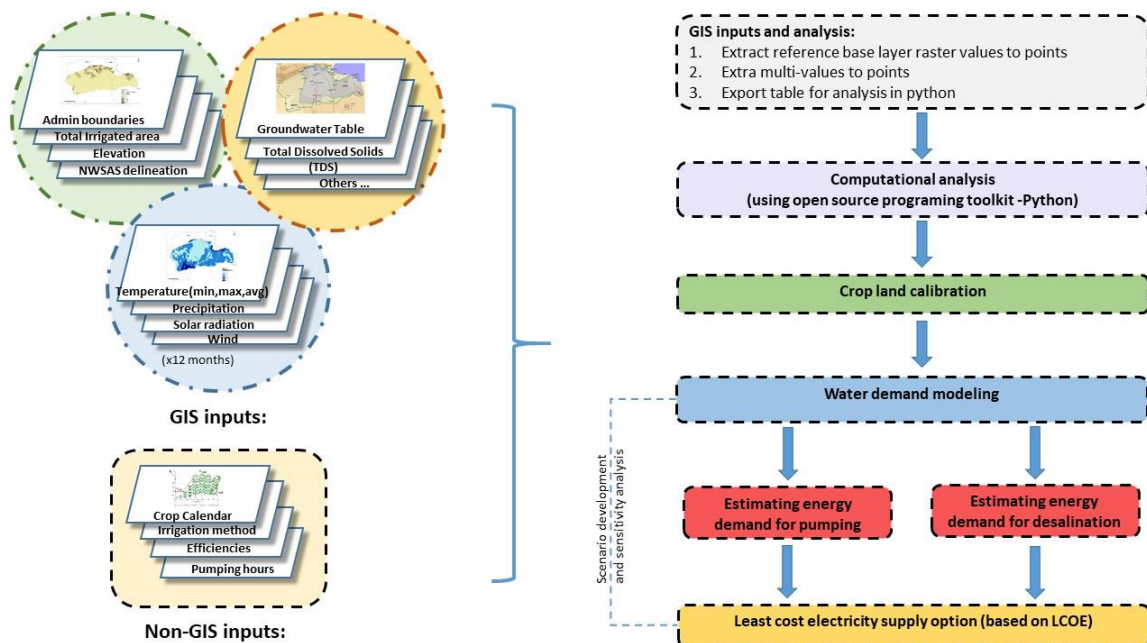 Admin boundaries
Total Irrigated area
Elevation
NWSAS delineation
Groundwater Table
Total Dissolved Solids
(TDS)
Others ...
Temperature(min,max,avg)
Precipitation
Solar radiation
Wind
(x12 months)
GIS inputs:
Crop Calendar
Irrigation method
Efficiencies
Pumping hours
Non-GIS inputs:
GIS inputs and analysis:
1. Extract reference base layer raster values to points
2. Extra multi-values to points
3. Export table for analysis in python
Computational analysis
(using open source programing toolkit -Python)
Crop land calibration
Water demand modeling
Scenario development
and sensitivity analysis
Estimating energy
demand for pumping
Estimating energy
demand for desalination
Least cost electricity supply option (based on LCOE)